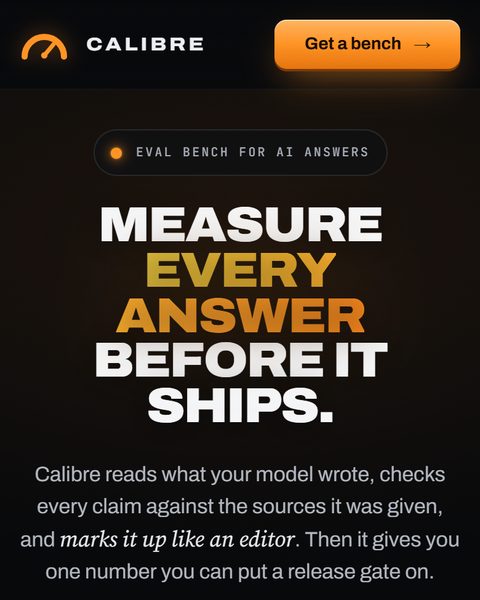 CALIBRE
Get a bench →
EVAL BENCH FOR AI ANSWERS
MEASURE
EVERY
ANSWER
BEFORE IT
SHIPS.
Calibre reads what your model wrote, checks
every claim against the sources it was given,
and marks it up like an editor. Then it gives you
one number you can put a release gate on.